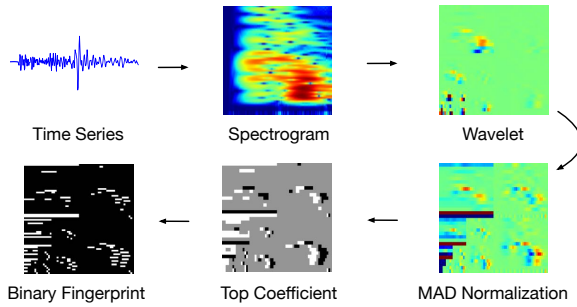 Time Series
Spectrogram
Wavelet
Binary Fingerprint
Top Coefficient
MAD Normalization